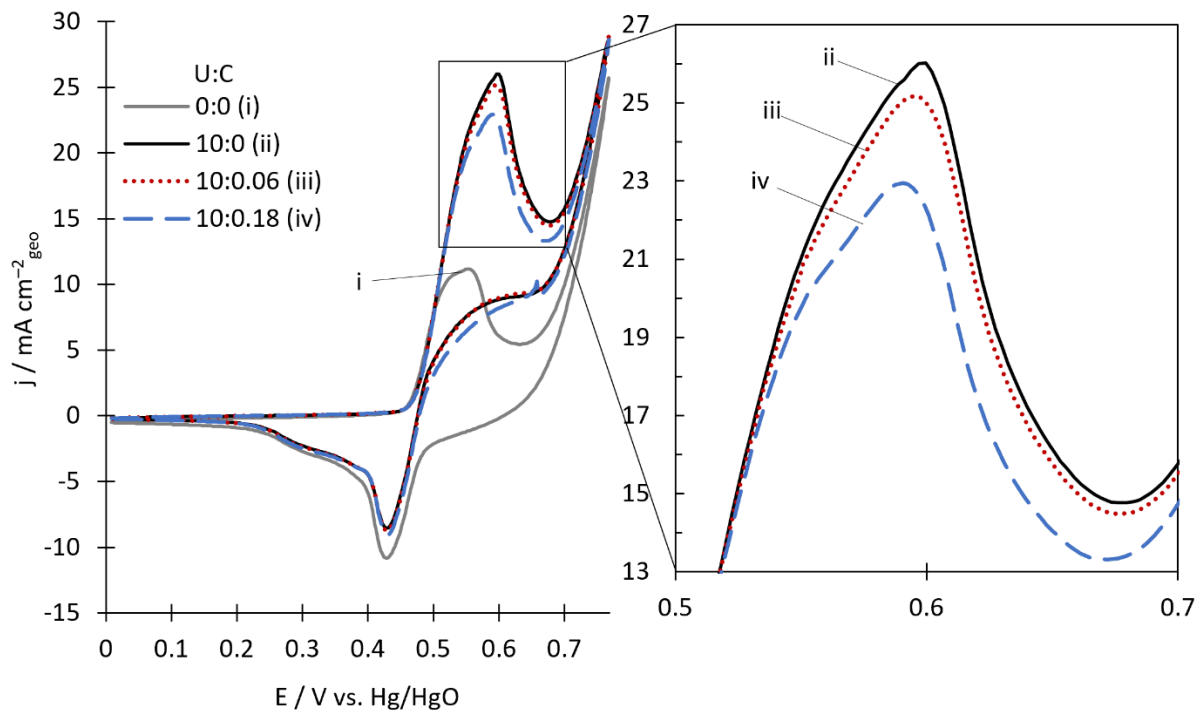 30
25
20
15
10
5
0
-5
-10
-15
j / mA cm⁻²geo
U:C
0:0 (i)
10:0 (ii)
10:0.06 (iii)
10:0.18 (iv)
i
0 0.1 0.2 0.3 0.4 0.5 0.6 0.7
E / V vs. Hg/HgO
27
25
23
21
19
17
15
13
ii
iii
iv
0.5 0.6 0.7